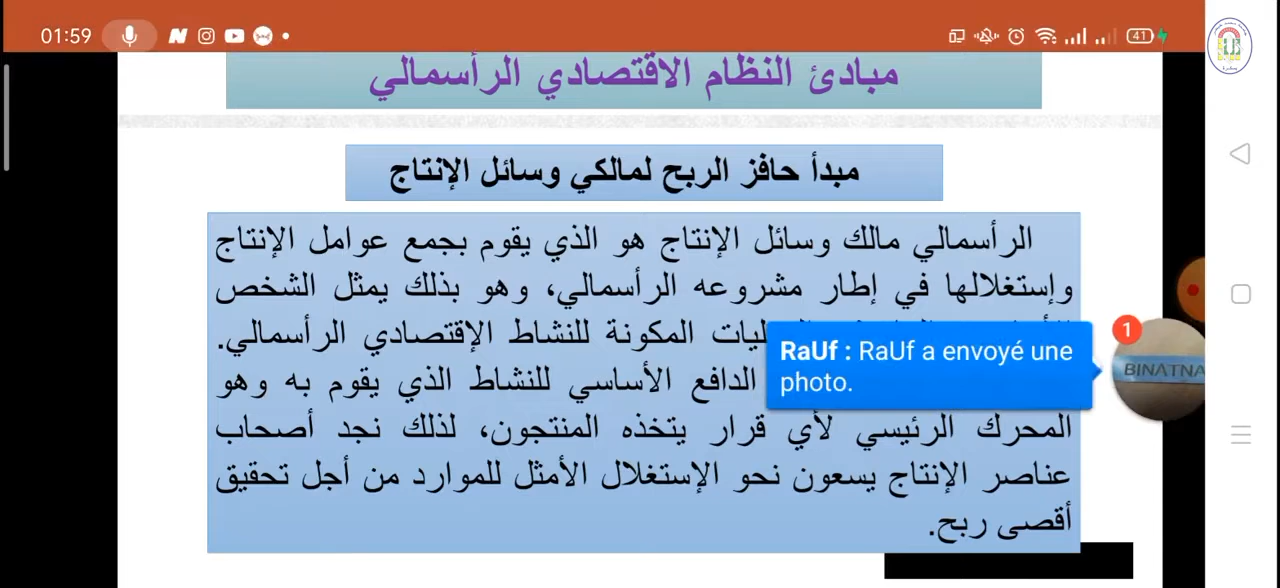 01:59
41
مبادئ النظام الاقتصادي الرأسمالي
مبدأ حافز الربح لمالكي وسائل الإنتاج
الرأسمالي مالك وسائل الإنتاج هو الذي يقوم بجمع عوامل الإنتاج
وإستغلالها في إطار مشروعه الرأسمالي، وهو بذلك يمثل الشخص
المكونة للنشاط الإقتصادي الرأسمالي.
الدافع الأساسي للنشاط الذي يقوم به وهو
المحرك الرئيسي لأي قرار يتخذه المنتجون، لذلك نجد أصحاب
عناصر الإنتاج يسعون نحو الإستغلال الأمثل للموارد من أجل تحقيق
أقصى ربح.
RaUf : RaUf a envoyé une
photo.
1
BINATNA